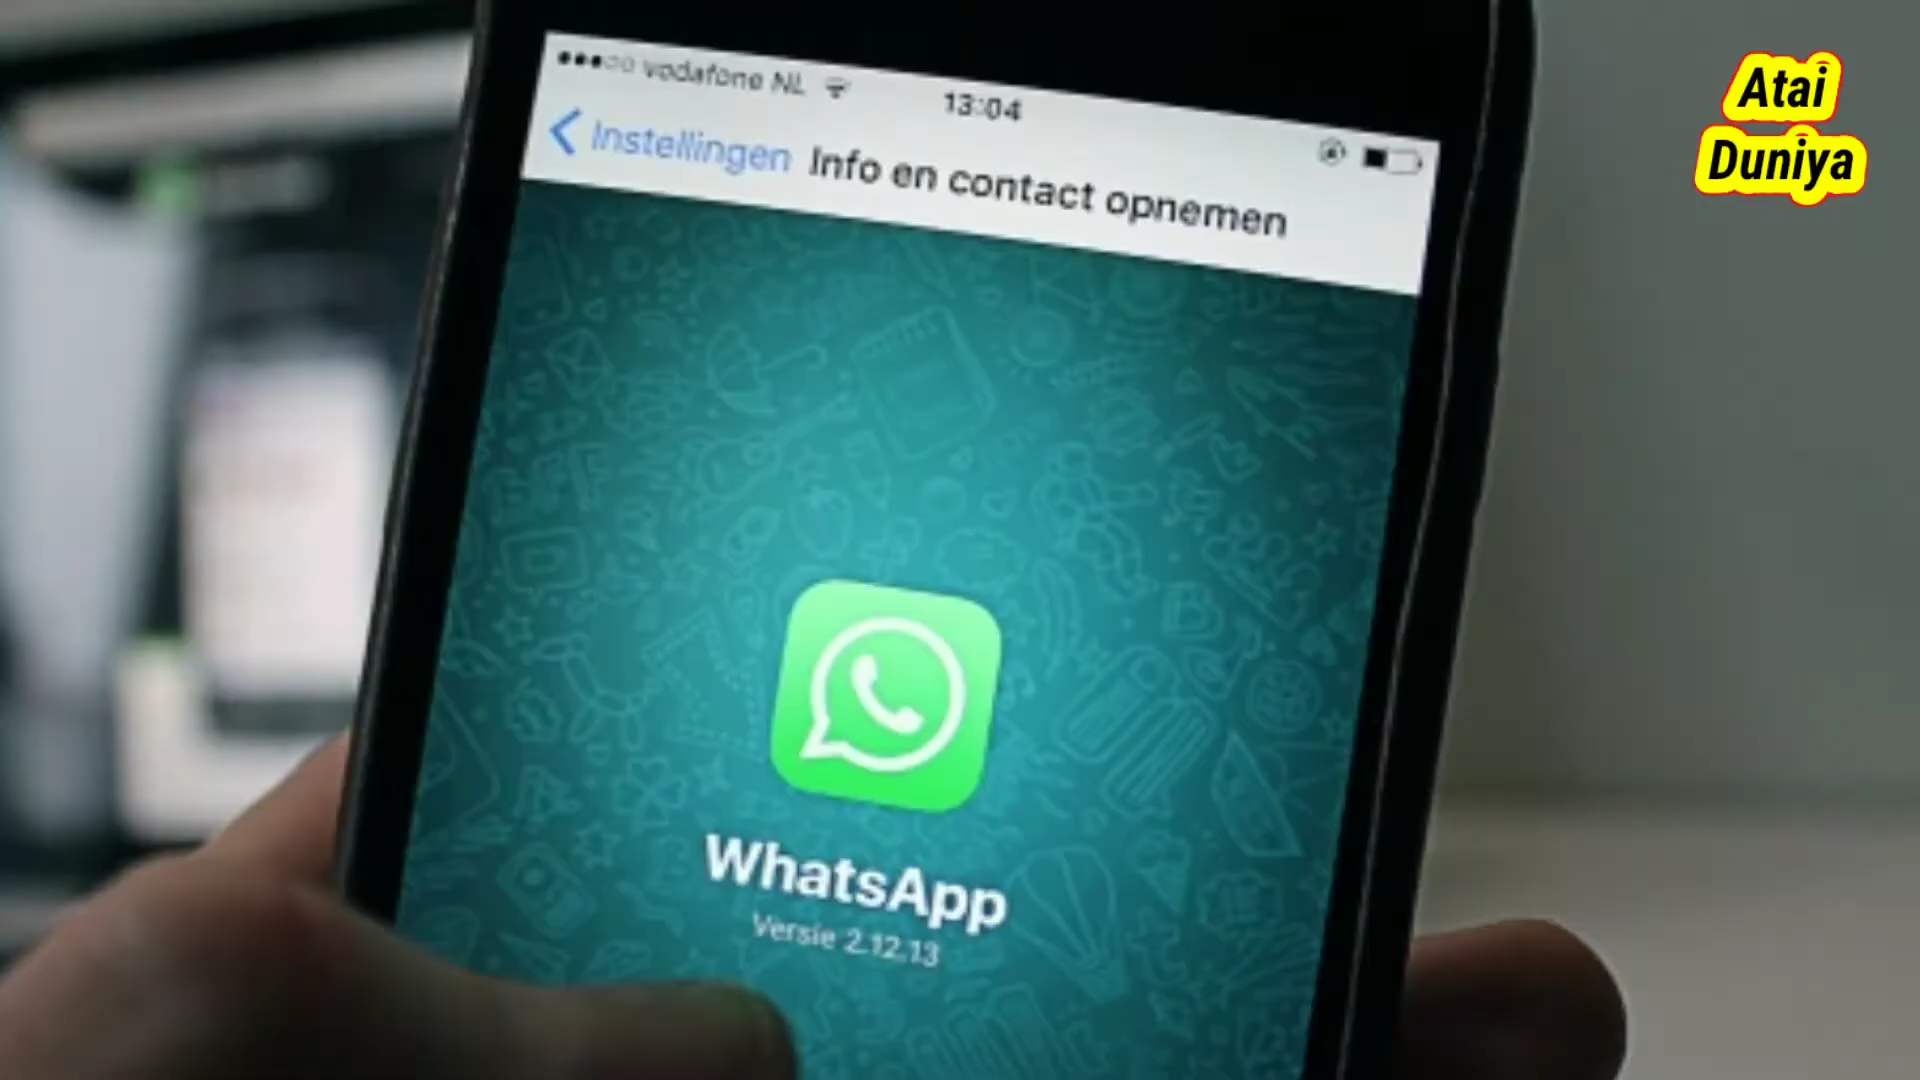 vodafone NL
13:04
Instellingen Info en contact opnemen
WhatsApp
Versie 2.12.13
Atai
Duniya